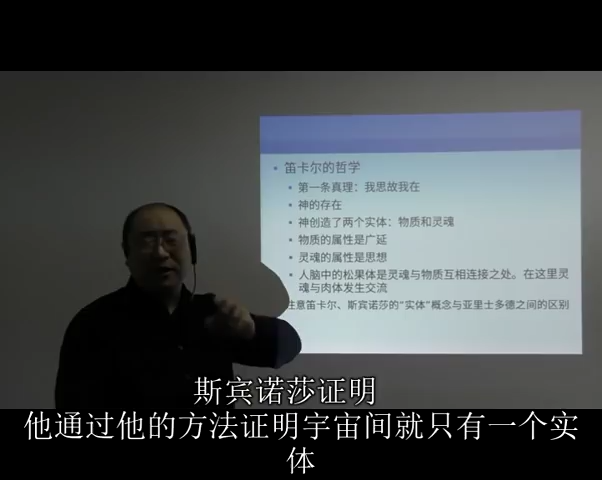 笛卡尔的哲学
第一条真理：我思故我在
神的存在
神创造了两个实体：物质和灵魂
物质的属性是广延
灵魂的属性是思想
人脑中的松果体是灵魂与物质互相连接之处。在这里灵
魂与肉体发生交流
注意笛卡尔、斯宾诺莎的“实体”概念与亚里士多德之间的区别
斯宾诺莎证明
他通过他的方法证明宇宙间就只有一个实
体